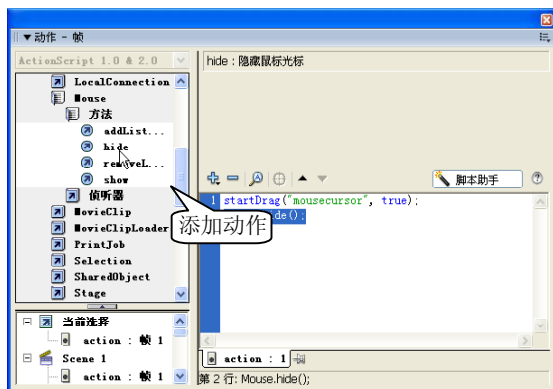 动作 - 帧
ActionScript 1.0 & 2.0
LocalConnection
Mouse
方法
addList...
hide
removeL...
show
侦听器
MovieClip
MovieClipLoader
PrintJob
Selection
SharedObject
Stage
当前选择
action : 帧 1
Scene 1
action : 帧 1
hide : 隐藏鼠标光标
脚本助手
1 startDrag("mousecursor", true);
de();
添加动作
action : 1
第 2 行: Mouse.hide();